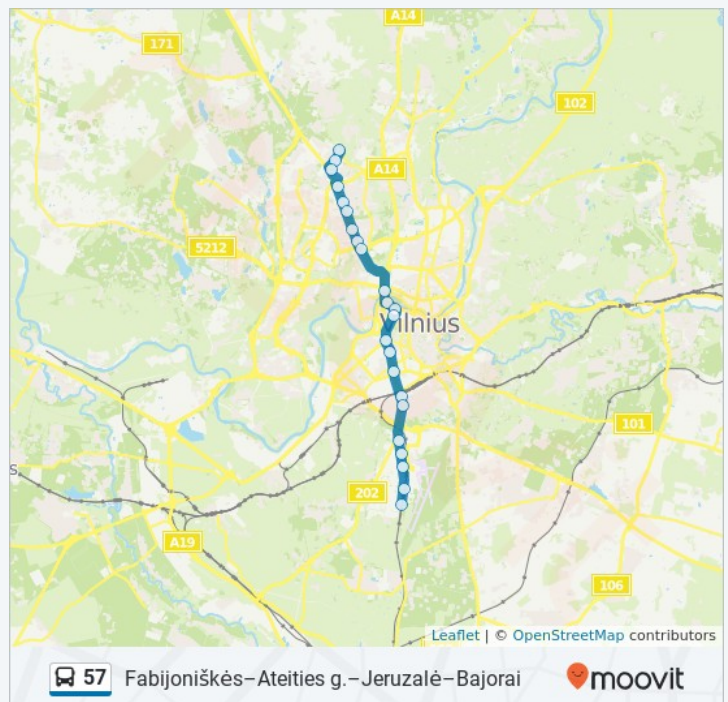 A14
171
102
A14
5212
Vilnius
101
s
202
A19
106
Leaflet | © OpenStreetMap contributors
57 Fabijoniškės–Ateities g.–Jeruzalė–Bajorai moovit